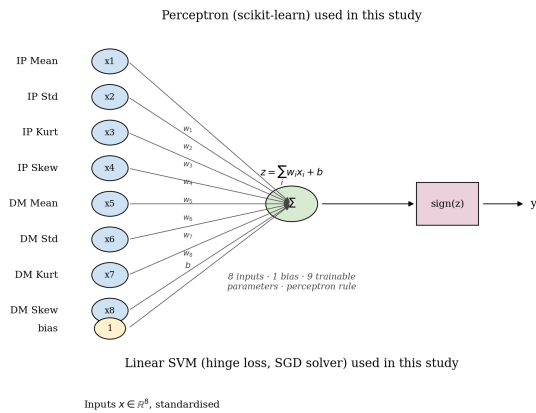 Perceptron (scikit-learn) used in this study
IP Mean x1
IP Std x2
IP Kurt x3
IP Skew x4
DM Mean x5
DM Std x6
DM Kurt x7
DM Skew x8
bias 1
w₁
w₂
w₃
w₄
w₅
w₆
w₇
w₈
b
z = ∑ᵢ wᵢxᵢ + b
Σ
sign(z)
y
8 inputs · 1 bias · 9 trainable
parameters · perceptron rule
Linear SVM (hinge loss, SGD solver) used in this study
Inputs x ∈ ℝ⁸, standardised